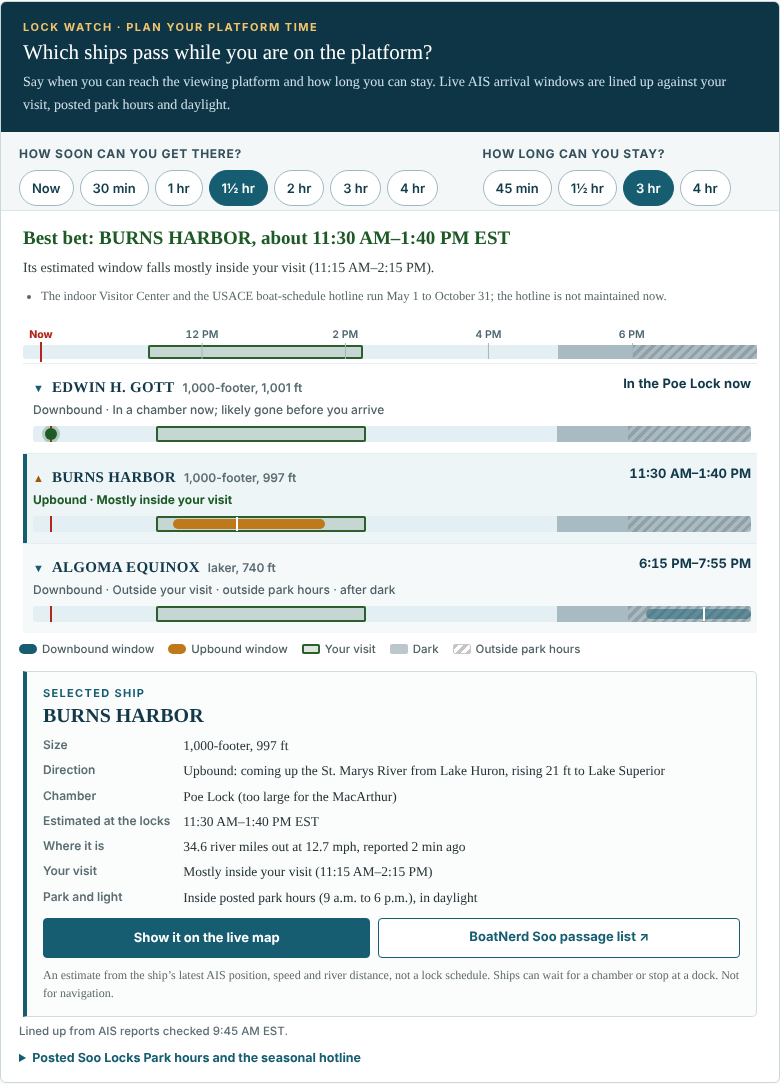 LOCK WATCH · PLAN YOUR PLATFORM TIME
Which ships pass while you are on the platform?
Say when you can reach the viewing platform and how long you can stay. Live AIS arrival windows are lined up against your
visit, posted park hours and daylight.
HOW SOON CAN YOU GET THERE?
Now 30 min 1 hr 1½ hr 2 hr 3 hr 4 hr
HOW LONG CAN YOU STAY?
45 min 1½ hr 3 hr 4 hr
Best bet: BURNS HARBOR, about 11:30 AM–1:40 PM EST
Its estimated window falls mostly inside your visit (11:15 AM–2:15 PM).
• The indoor Visitor Center and the USACE boat-schedule hotline run May 1 to October 31; the hotline is not maintained now.
Now 12 PM 2 PM 4 PM 6 PM
▼ EDWIN H. GOTT 1,000-footer, 1,001 ft In the Poe Lock now
Downbound · In a chamber now; likely gone before you arrive
▲ BURNS HARBOR 1,000-footer, 997 ft 11:30 AM–1:40 PM
Upbound · Mostly inside your visit
▼ ALGOMA EQUINOX laker, 740 ft 6:15 PM–7:55 PM
Downbound · Outside your visit · outside park hours · after dark
Downbound window Upbound window Your visit Dark Outside park hours
SELECTED SHIP
BURNS HARBOR
Size 1,000-footer, 997 ft
Direction Upbound: coming up the St. Marys River from Lake Huron, rising 21 ft to Lake Superior
Chamber Poe Lock (too large for the MacArthur)
Estimated at the locks 11:30 AM–1:40 PM EST
Where it is 34.6 river miles out at 12.7 mph, reported 2 min ago
Your visit Mostly inside your visit (11:15 AM–2:15 PM)
Park and light Inside posted park hours (9 a.m. to 6 p.m.), in daylight
Show it on the live map
BoatNerd Soo passage list ↗
An estimate from the ship’s latest AIS position, speed and river distance, not a lock schedule. Ships can wait for a chamber or stop at a dock. Not
for navigation.
Lined up from AIS reports checked 9:45 AM EST.
▶ Posted Soo Locks Park hours and the seasonal hotline